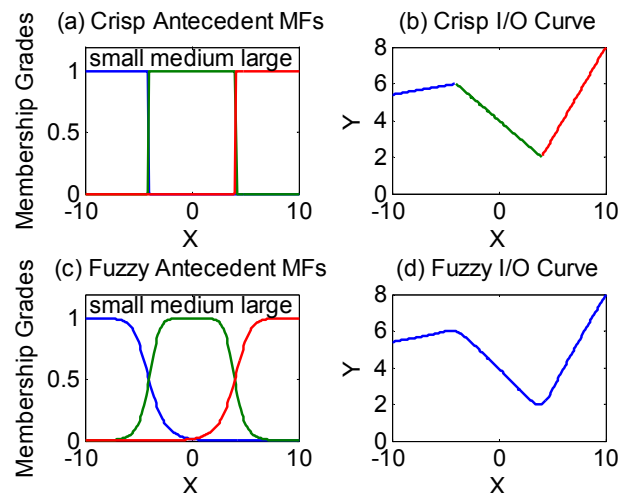 (a) Crisp Antecedent MFs
small medium large
Membership Grades
1
0.5
0
-10 0 10
X
(b) Crisp I/O Curve
Y
8
6
4
2
0
-10 0 10
X
(c) Fuzzy Antecedent MFs
small medium large
Membership Grades
1
0.5
0
-10 0 10
X
(d) Fuzzy I/O Curve
Y
8
6
4
2
0
-10 0 10
X